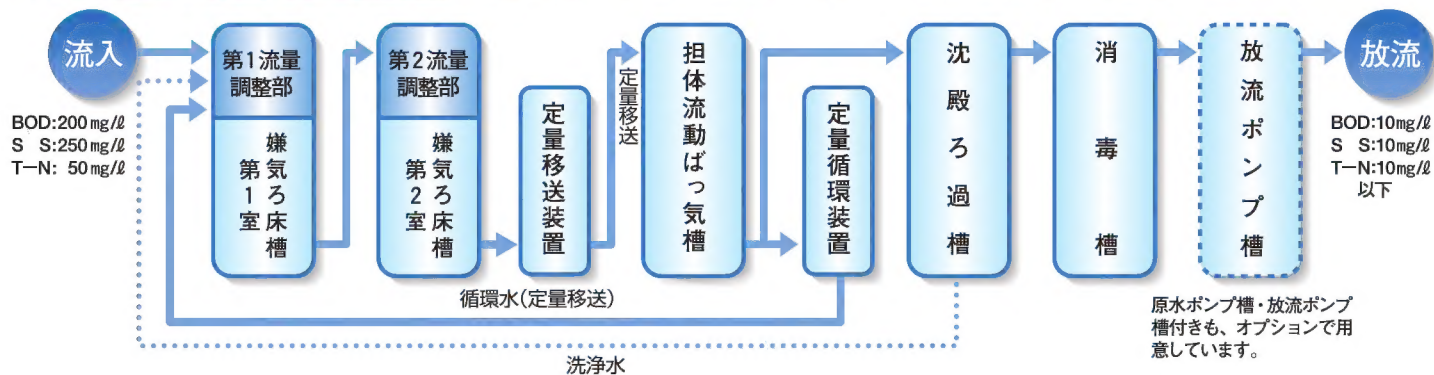 流入
BOD:200mg/ℓ
S S:250mg/ℓ
T−N: 50mg/ℓ
第1流量
調整部
嫌気ろ床槽
第1室
第2流量
調整部
嫌気ろ床槽
第2室
定量移送装置
定量移送
担体流動ばっ気槽
定量循環装置
沈殿ろ過槽
消毒槽
放流ポンプ槽
放流
BOD:10mg/ℓ
S S:10mg/ℓ
T−N:10mg/ℓ
以下
循環水(定量移送)
原水ポンプ槽・放流ポンプ
槽付きも、オプションで用
意しています。
洗浄水